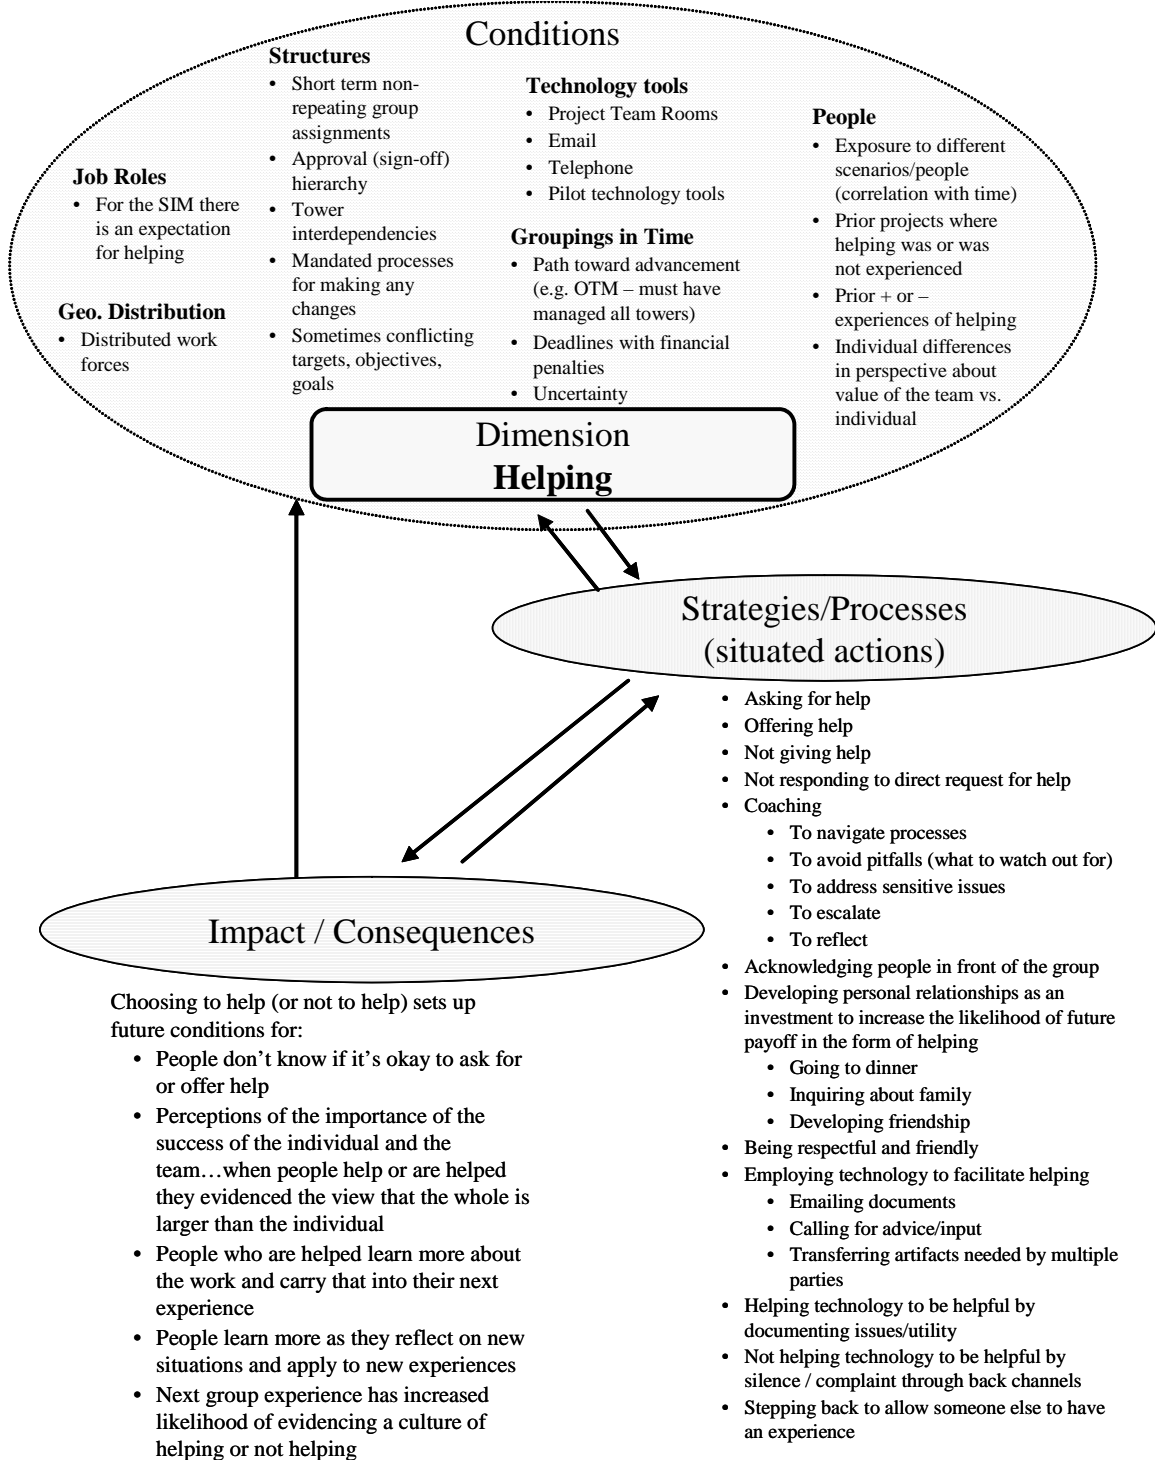 Conditions
Structures
• Short term non-
repeating group
assignments
• Approval (sign-off)
hierarchy
• Tower
interdependencies
• Mandated processes
for making any
changes
• Sometimes conflicting
targets, objectives,
goals
Technology tools
• Project Team Rooms
• Email
• Telephone
• Pilot technology tools
People
• Exposure to different
scenarios/people
(correlation with time)
• Prior projects where
helping was or was
not experienced
• Prior + or –
experiences of helping
• Individual differences
in perspective about
value of the team vs.
individual
Job Roles
• For the SIM there
is an expectation
for helping
Groupings in Time
• Path toward advancement
(e.g. OTM – must have
managed all towers)
• Deadlines with financial
penalties
• Uncertainty
Geo. Distribution
• Distributed work
forces
Dimension
Helping
Strategies/Processes
(situated actions)
• Asking for help
• Offering help
• Not giving help
• Not responding to direct request for help
• Coaching
• To navigate processes
• To avoid pitfalls (what to watch out for)
• To address sensitive issues
• To escalate
• To reflect
• Acknowledging people in front of the group
• Developing personal relationships as an
investment to increase the likelihood of future
payoff in the form of helping
• Going to dinner
• Inquiring about family
• Developing friendship
• Being respectful and friendly
• Employing technology to facilitate helping
• Emailing documents
• Calling for advice/input
• Transferring artifacts needed by multiple
parties
• Helping technology to be helpful by
documenting issues/utility
• Not helping technology to be helpful by
silence / complaint through back channels
• Stepping back to allow someone else to have
an experience
Impact / Consequences
Choosing to help (or not to help) sets up
future conditions for:
• People don’t know if it’s okay to ask for
or offer help
• Perceptions of the importance of the
success of the individual and the
team…when people help or are helped
they evidenced the view that the whole is
larger than the individual
• People who are helped learn more about
the work and carry that into their next
experience
• People learn more as they reflect on new
situations and apply to new experiences
• Next group experience has increased
likelihood of evidencing a culture of
helping or not helping